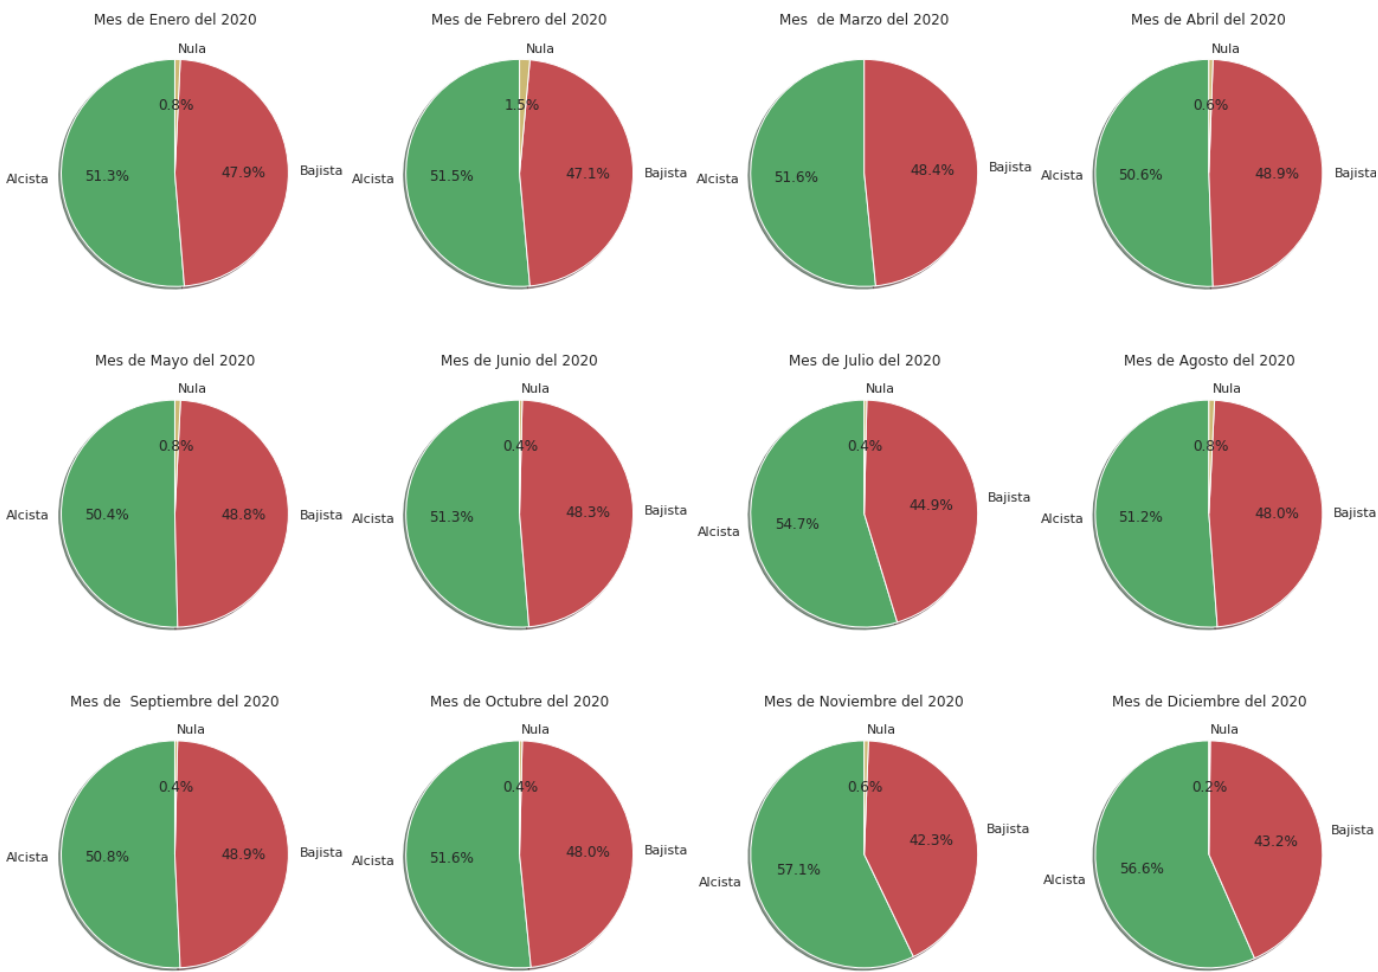 Mes de Enero del 2020
Nula
0.8%
Alcista
51.3%
47.9%
Bajista
Mes de Febrero del 2020
Nula
1.5%
Alcista
51.5%
47.1%
Bajista
Mes  de Marzo del 2020
Alcista
51.6%
48.4%
Bajista
Mes de Abril del 2020
Nula
0.6%
Alcista
50.6%
48.9%
Bajista
Mes de Mayo del 2020
Nula
0.8%
Alcista
50.4%
48.8%
Bajista
Mes de Junio del 2020
Nula
0.4%
Alcista
51.3%
48.3%
Bajista
Mes de Julio del 2020
Nula
0.4%
Alcista
54.7%
44.9%
Bajista
Mes de Agosto del 2020
Nula
0.8%
Alcista
51.2%
48.0%
Bajista
Mes de  Septiembre del 2020
Nula
0.4%
Alcista
50.8%
48.9%
Bajista
Mes de Octubre del 2020
Nula
0.4%
Alcista
51.6%
48.0%
Bajista
Mes de Noviembre del 2020
Nula
0.6%
Alcista
57.1%
42.3%
Bajista
Mes de Diciembre del 2020
Nula
0.2%
Alcista
56.6%
43.2%
Bajista